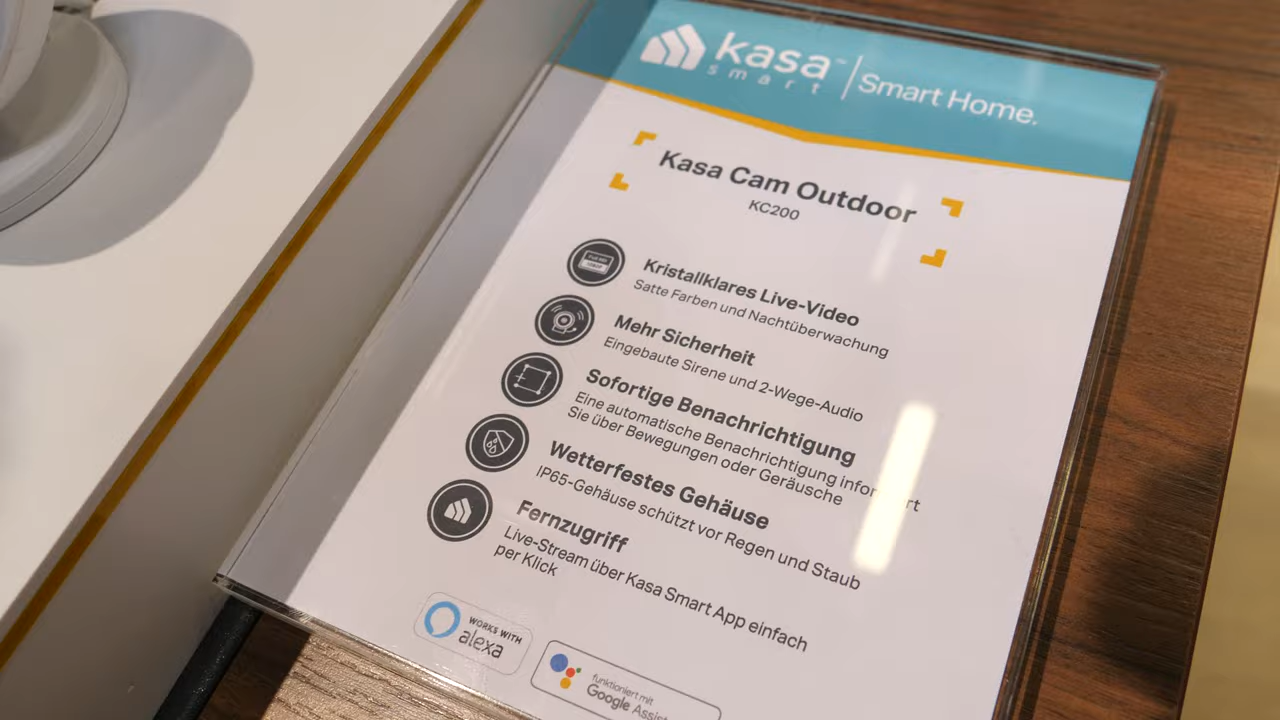 kasa smart | Smart Home.
Kasa Cam Outdoor
KC200
Kristallklares Live-Video
Satte Farben und Nachtüberwachung
Mehr Sicherheit
Eingebaute Sirene und 2-Wege-Audio
Sofortige Benachrichtigung
Eine automatische Benachrichtigung infor rt
Sie über Bewegungen oder Geräusche
Wetterfestes Gehäuse
IP65-Gehäuse schützt vor Regen und Staub
Fernzugriff
Live-Stream über Kasa Smart App einfach
per Klick
WORKS WITH
alexa
funktioniert mit
Google Assist